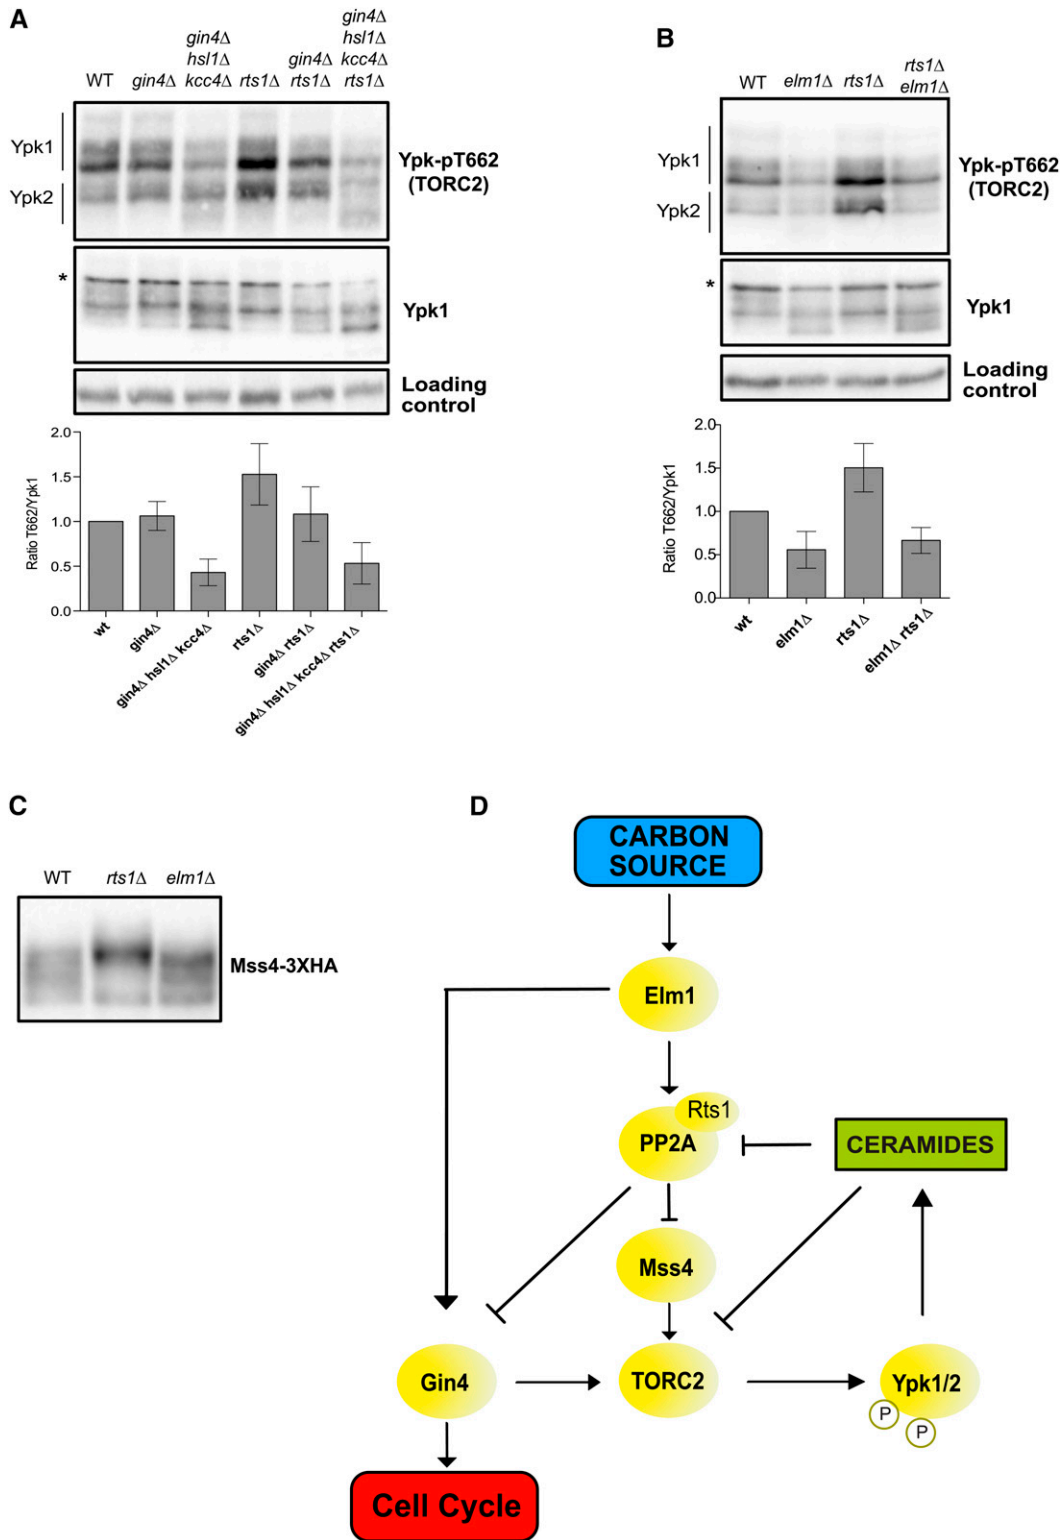 A
WT
gin4Δ
gin4Δ
hsl1Δ
kcc4Δ
rts1Δ
gin4Δ
rts1Δ
gin4Δ
hsl1Δ
kcc4Δ
rts1Δ
Ypk1
Ypk2
Ypk-pT662
(TORC2)
*
Ypk1
Loading
control
Ratio T662/Ypk1
2.0
1.5
1.0
0.5
0.0
wt
gin4Δ
gin4Δ hsl1Δ kcc4Δ
rts1Δ
gin4Δ rts1Δ
gin4Δ hsl1Δ kcc4Δ rts1Δ
B
WT
elm1Δ
rts1Δ
rts1Δ
elm1Δ
Ypk1
Ypk2
Ypk-pT662
(TORC2)
*
Ypk1
Loading
control
Ratio T662/Ypk1
2.0
1.5
1.0
0.5
0.0
wt
elm1Δ
rts1Δ
elm1Δ rts1Δ
C
WT
rts1Δ
elm1Δ
Mss4-3XHA
D
CARBON
SOURCE
Elm1
Rts1
PP2A
CERAMIDES
Mss4
Gin4
TORC2
Ypk1/2
P
P
Cell Cycle